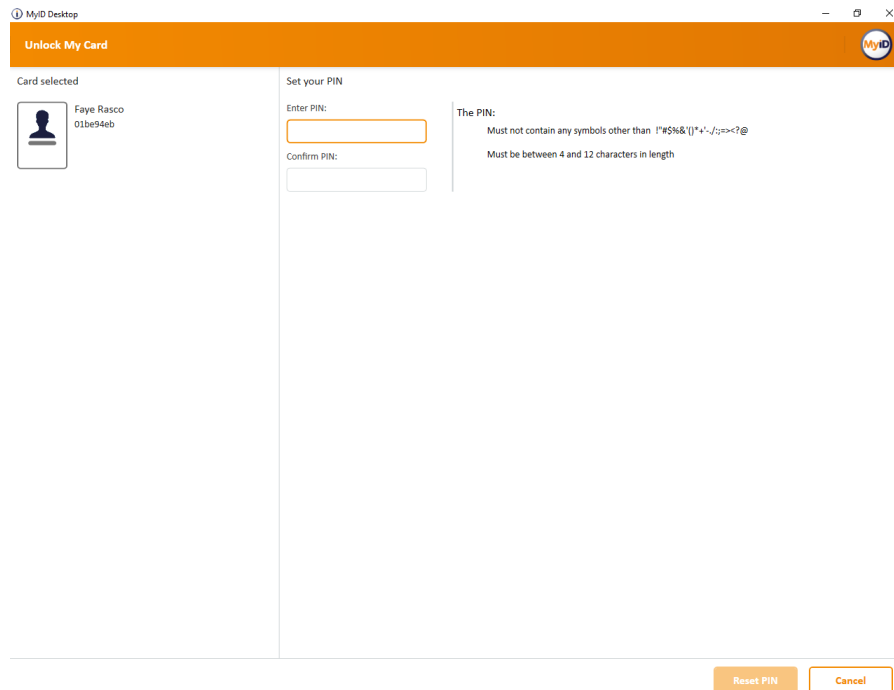 MyID Desktop
Unlock My Card
MyiD
Card selected
Faye Rasco
01be94eb
Set your PIN
Enter PIN:
Confirm PIN:
The PIN:
Must not contain any symbols other than !"#$%&'()*+'-./:;=><?@
Must be between 4 and 12 characters in length
Reset PIN
Cancel